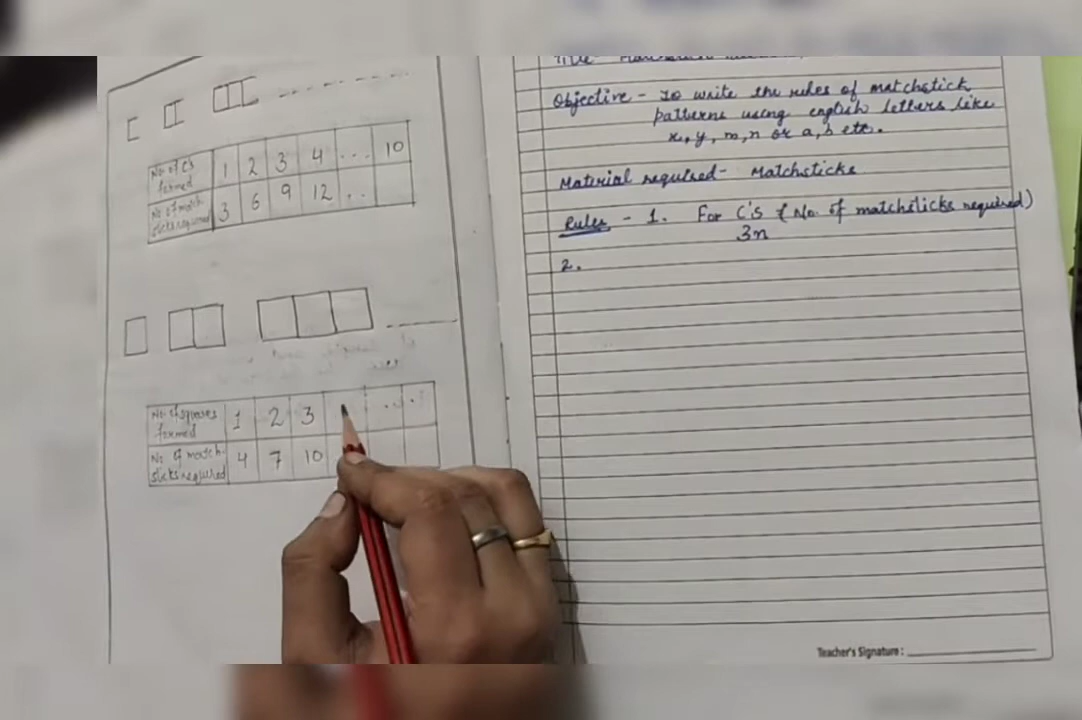 No. of C's formed 1 2 3 4 ... 10
No. of match-sticks required 3 6 9 12 ..
No. of squares formed 1 2 3 ...
No. of match-sticks required 4 7 10
Title
Objective - To write the rules of matchstick
patterns using english letters like
x, y, m, n or a, b etc.
Material required - Matchsticks
Rules - 1. For C's { No. of matchsticks required)
3n
2.
Teacher's Signature :